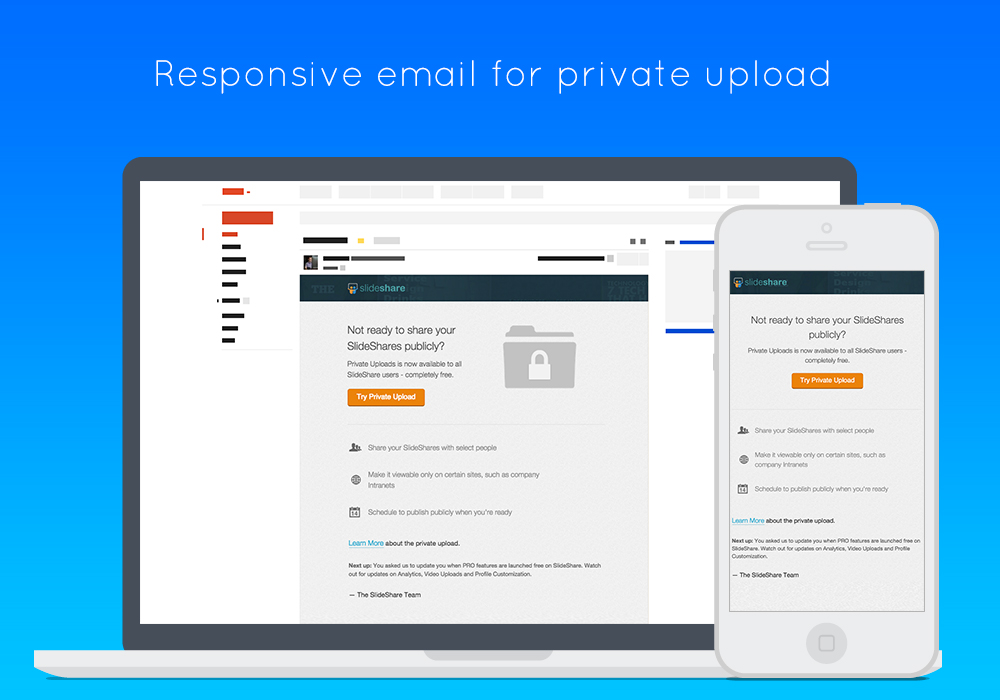 Responsive email for private upload
slideshare
Not ready to share your
SlideShares publicly?
Private Uploads is now available to all
SlideShare users - completely free.
Try Private Upload
Share your SlideShares with select people
Make it viewable only on certain sites, such as company
Intranets
14
Schedule to publish publicly when you're ready
Learn More about the private upload.
Next up: You asked us to update you when PRO features are launched free on SlideShare. Watch
out for updates on Analytics, Video Uploads and Profile Customization.
— The SlideShare Team
slideshare
Not ready to share your SlideShares
publicly?
Private Uploads is now available to all SlideShare users -
completely free.
Try Private Upload
Share your SlideShares with select people
Make it viewable only on certain sites, such as
company Intranets
14
Schedule to publish publicly when you're ready
Learn More about the private upload.
Next up: You asked us to update you when PRO features are launched free on
SlideShare. Watch out for updates on Analytics, Video Uploads and Profile
Customization.
— The SlideShare Team